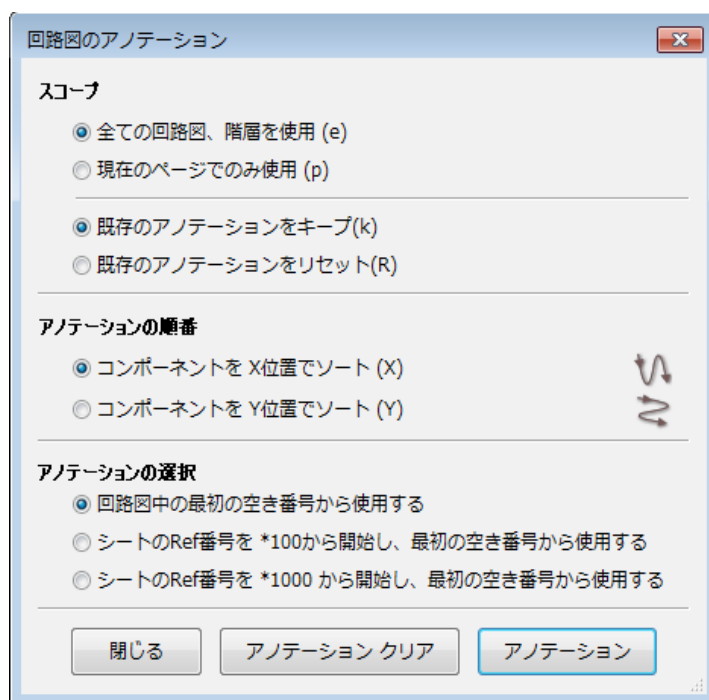 回路図のアノテーション
スコープ
全ての回路図、階層を使用 (e)
現在のページでのみ使用 (p)
既存のアノテーションをキープ(k)
既存のアノテーションをリセット(R)
アノテーションの順番
コンポーネントを X位置でソート (X)
コンポーネントを Y位置でソート (Y)
アノテーションの選択
回路図中の最初の空き番号から使用する
シートのRef番号を *100から開始し、最初の空き番号から使用する
シートのRef番号を *1000 から開始し、最初の空き番号から使用する
閉じる アノテーション クリア アノテーション